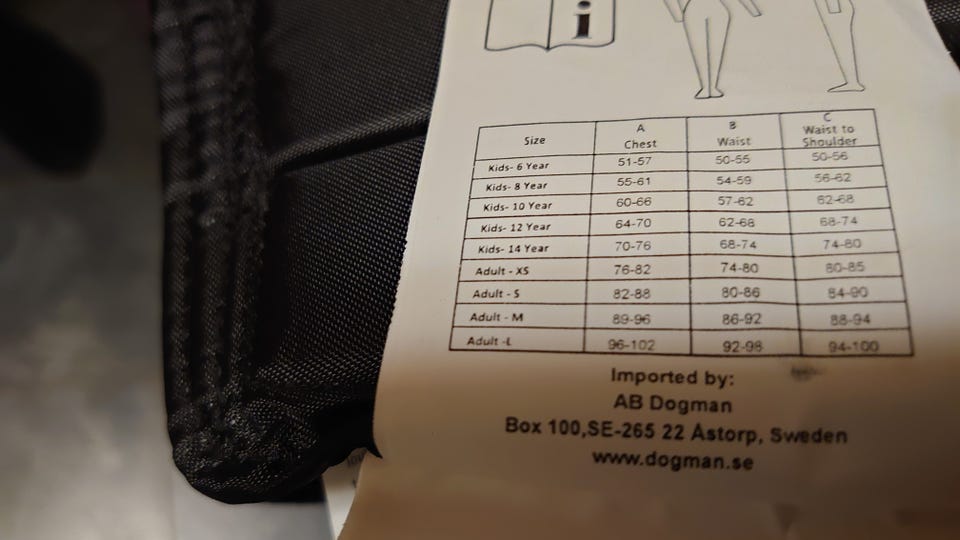 i
Size A Chest B Waist C Waist to Shoulder
Kids- 6 Year 51-57 50-55 50-56
Kids- 8 Year 55-61 54-59 56-62
Kids- 10 Year 60-66 57-62 62-68
Kids- 12 Year 64-70 62-68 68-74
Kids- 14 Year 70-76 68-74 74-80
Adult - XS 76-82 74-80 80-85
Adult - S 82-88 80-86 84-90
Adult - M 89-96 86-92 88-94
Adult -L 96-102 92-98 94-100
Imported by:
AB Dogman
Box 100,SE-265 22 Astorp, Sweden
www.dogman.se